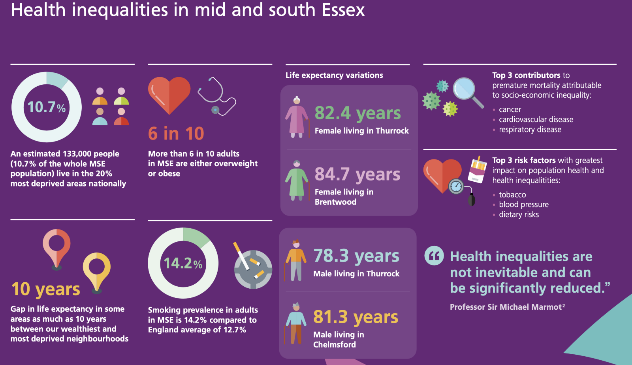 Health inequalities in mid and south Essex
10.7%
An estimated 133,000 people
(10.7% of the whole MSE
population) live in the 20%
most deprived areas nationally
6 in 10
More than 6 in 10 adults
in MSE are either overweight
or obese
10 years
Gap in life expectancy in some
areas as much as 10 years
between our wealthiest and
most deprived neighbourhoods
14.2%
Smoking prevalence in adults
in MSE is 14.2% compared to
England average of 12.7%
Life expectancy variations
82.4 years
Female living in Thurrock
84.7 years
Female living in
Brentwood
78.3 years
Male living in Thurrock
81.3 years
Male living in
Chelmsford
Top 3 contributors to
premature mortality attributable
to socio-economic inequality:
• cancer
• cardiovascular disease
• respiratory disease
Top 3 risk factors with greatest
impact on population health and
health inequalitities:
• tobacco
• blood pressure
• dietary risks
“ Health inequalities are
not inevitable and can
be significantly reduced.”
Professor Sir Michael Marmot²